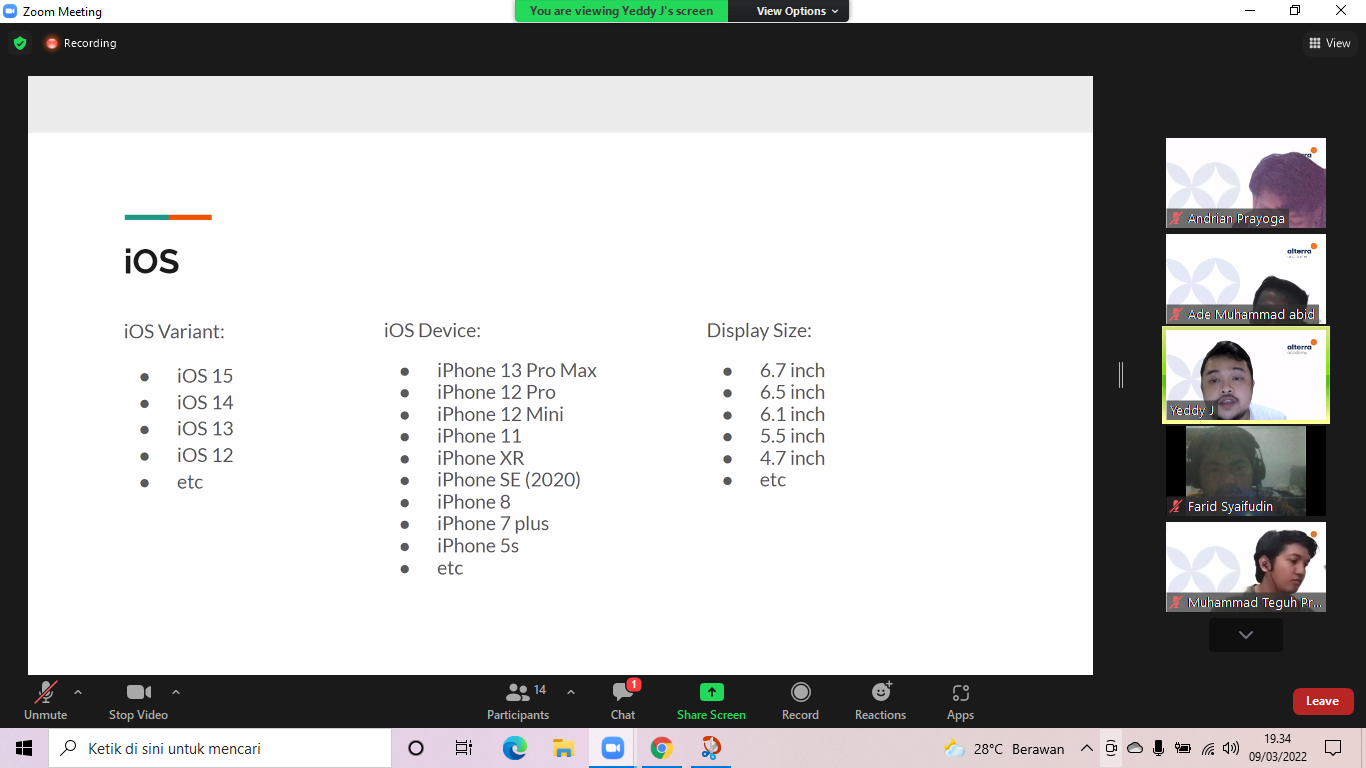 Zoom Meeting
You are viewing Yeddy J's screen
View Options
Recording
View
iOS
iOS Variant:
iOS 15
iOS 14
iOS 13
iOS 12
etc
iOS Device:
iPhone 13 Pro Max
iPhone 12 Pro
iPhone 12 Mini
iPhone 11
iPhone XR
iPhone SE (2020)
iPhone 8
iPhone 7 plus
iPhone 5s
etc
Display Size:
6.7 inch
6.5 inch
6.1 inch
5.5 inch
4.7 inch
etc
Andrian Prayoga
alterra
Ade Muhammad abid
alterra
academy
Yeddy J
Farid Syaifudin
Muhammad Teguh Pr...
Unmute
Stop Video
14
Participants
1
Chat
Share Screen
Record
Reactions
Apps
Leave
Ketik di sini untuk mencari
28°C Berawan
19.34
09/03/2022